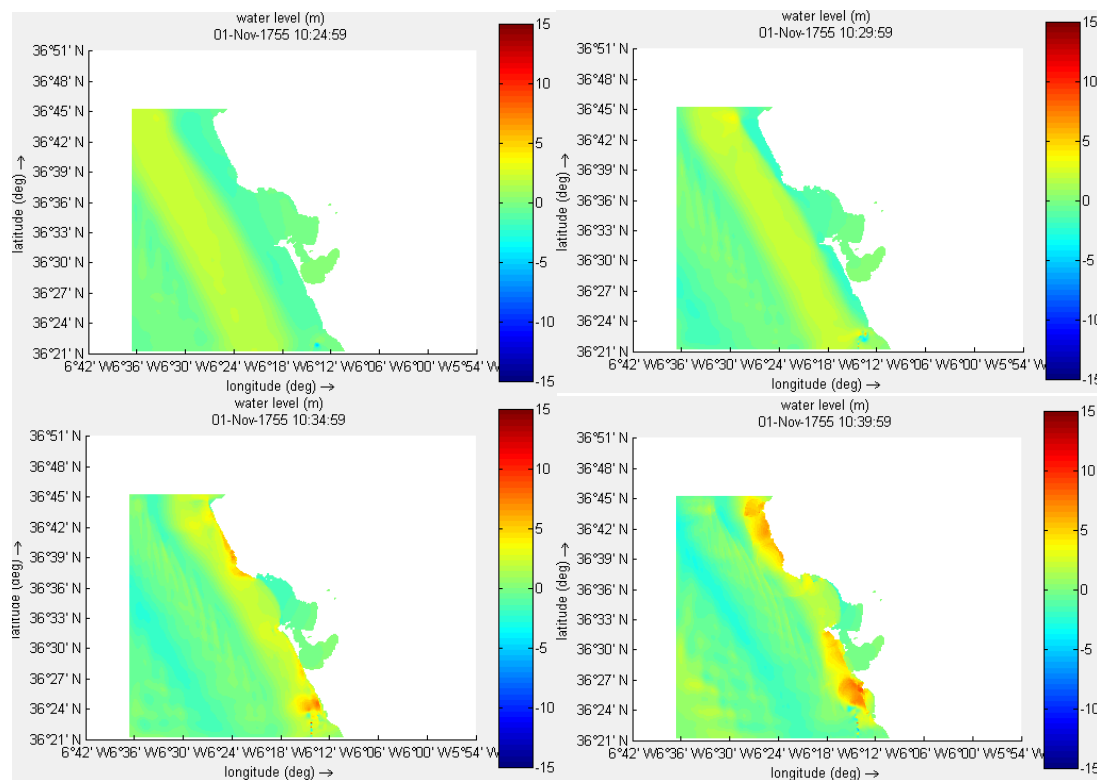 water level (m)
01-Nov-1755 10:24:59
36°51' N
36°48' N
36°45' N
36°42' N
36°39' N
36°36' N
36°33' N
36°30' N
36°27' N
36°24' N
36°21' N
latitude (deg) →
6°42' W6°36' W6°30' W6°24' W6°18' W6°12' W6°06' W6°00' W5°54' W
longitude (deg) →
15
10
5
0
-5
-10
-15
water level (m)
01-Nov-1755 10:29:59
36°51' N
36°48' N
36°45' N
36°42' N
36°39' N
36°36' N
36°33' N
36°30' N
36°27' N
36°24' N
36°21' N
latitude (deg) →
6°42' W6°36' W6°30' W6°24' W6°18' W6°12' W6°06' W6°00' W5°54' W
longitude (deg) →
15
10
5
0
-5
-10
-15
water level (m)
01-Nov-1755 10:34:59
36°51' N
36°48' N
36°45' N
36°42' N
36°39' N
36°36' N
36°33' N
36°30' N
36°27' N
36°24' N
36°21' N
latitude (deg) →
6°42' W6°36' W6°30' W6°24' W6°18' W6°12' W6°06' W6°00' W5°54' W
longitude (deg) →
15
10
5
0
-5
-10
-15
water level (m)
01-Nov-1755 10:39:59
36°51' N
36°48' N
36°45' N
36°42' N
36°39' N
36°36' N
36°33' N
36°30' N
36°27' N
36°24' N
36°21' N
latitude (deg) →
6°42' W6°36' W6°30' W6°24' W6°18' W6°12' W6°06' W6°00' W5°54' W
longitude (deg) →
15
10
5
0
-5
-10
-15